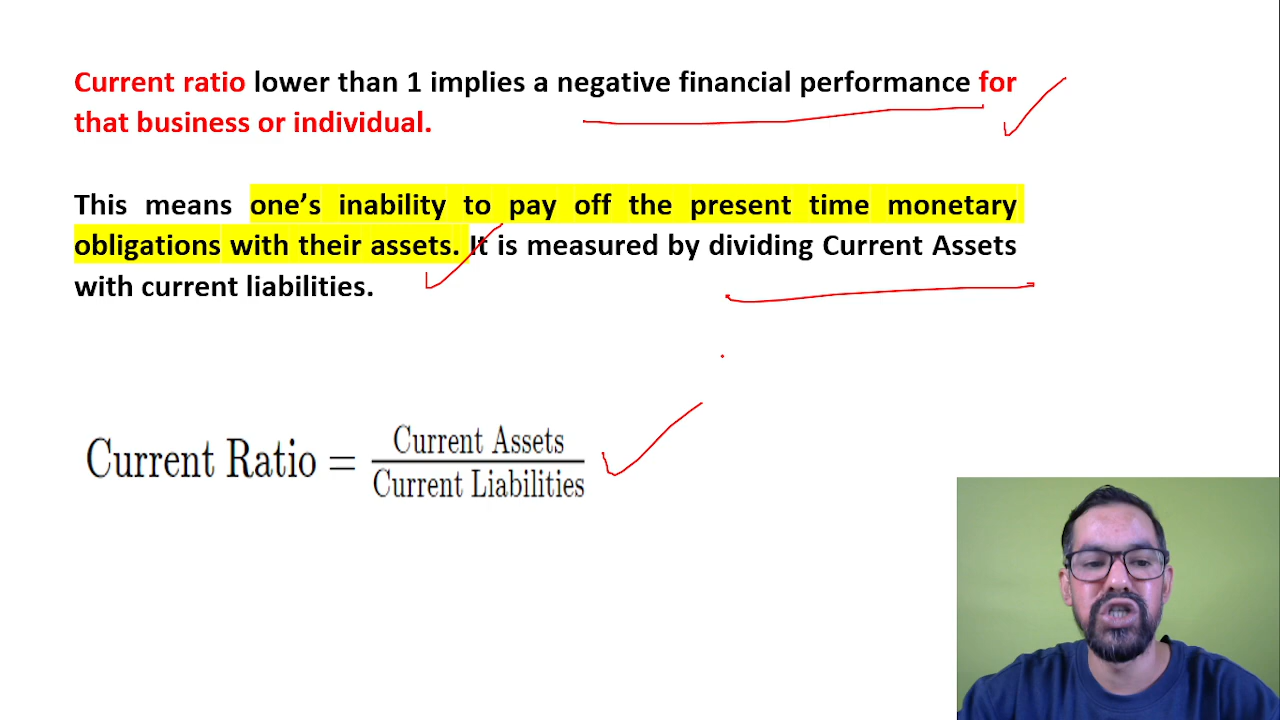 Current ratio lower than 1 implies a negative financial performance for
that business or individual.
This means one’s inability to pay off the present time monetary
obligations with their assets. It is measured by dividing Current Assets
with current liabilities.
Current Ratio = Current Assets
Current Liabilities